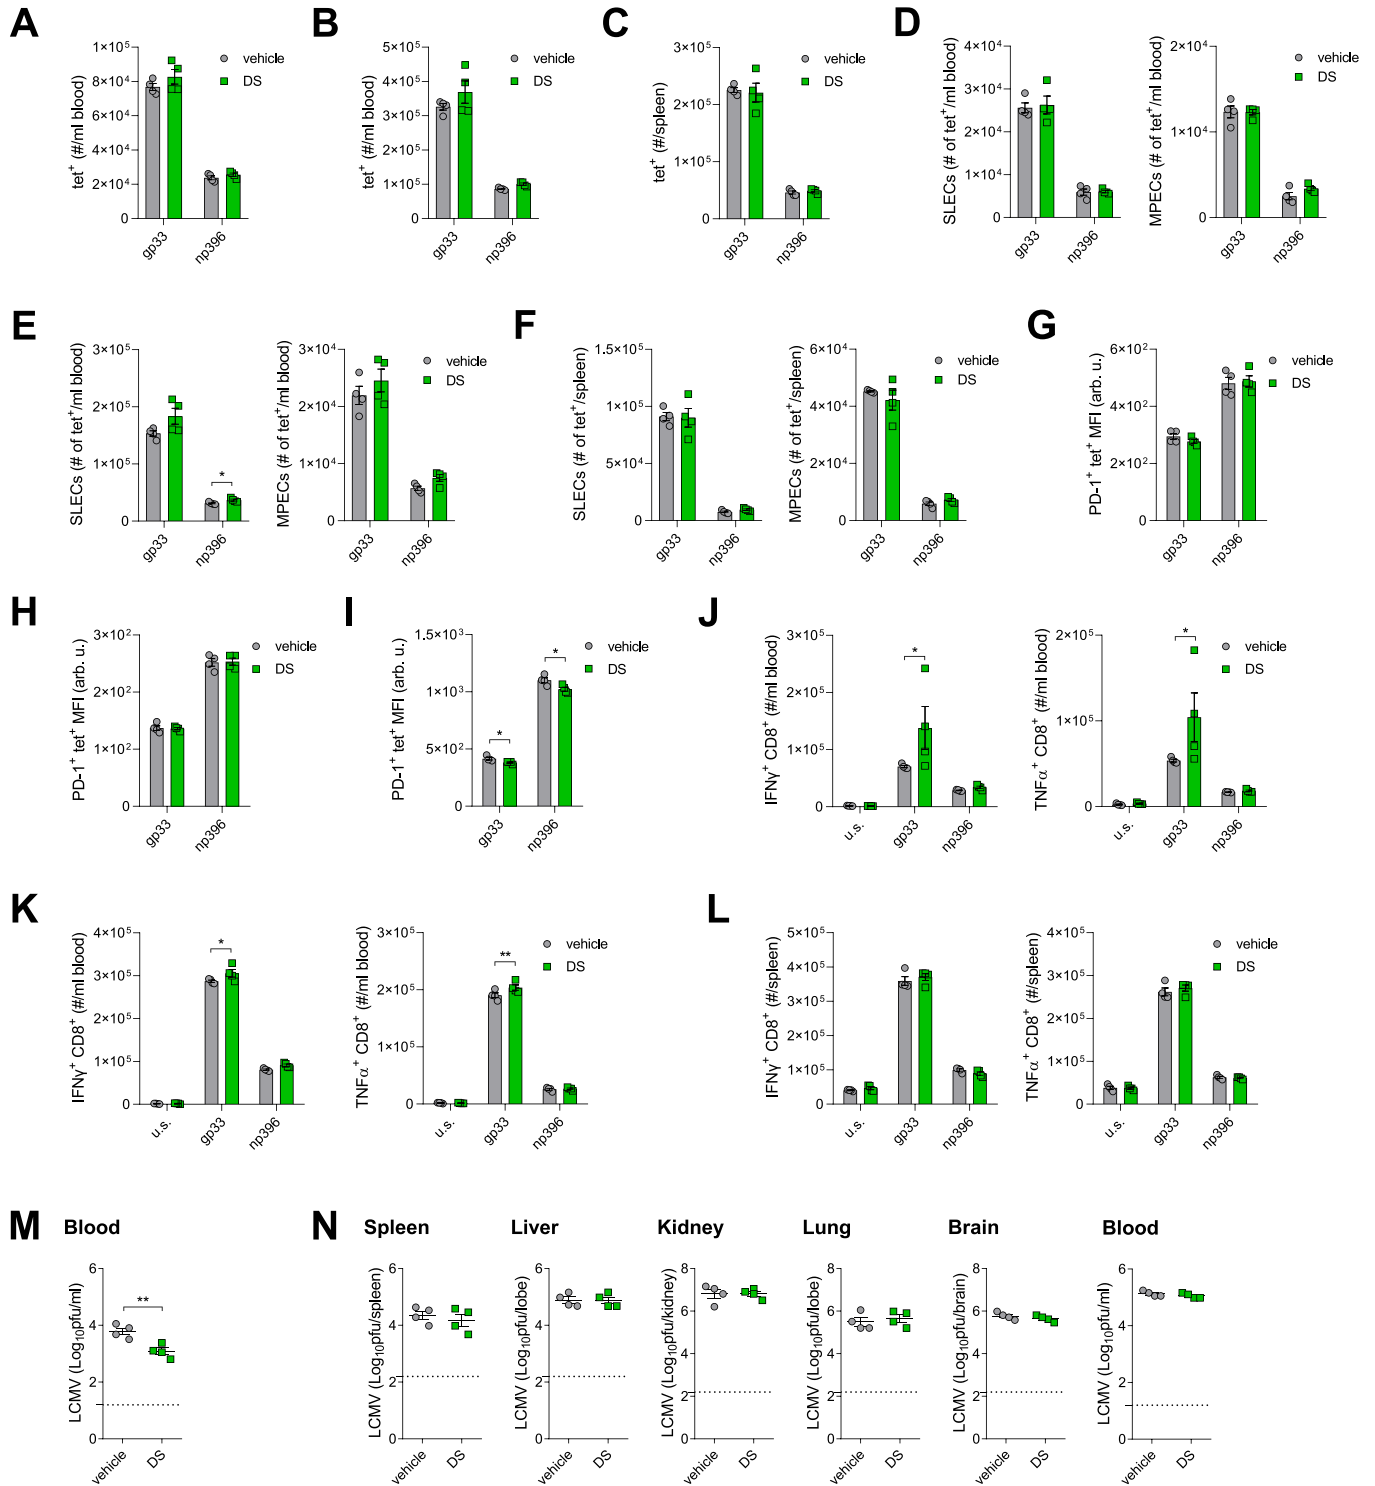 A
tet⁺ (#/ml blood)
1×10⁵
8×10⁴
6×10⁴
4×10⁴
2×10⁴
0
gp33
np396
vehicle
DS
B
tet⁺ (#/ml blood)
5×10⁵
4×10⁵
3×10⁵
2×10⁵
1×10⁵
0
gp33
np396
vehicle
DS
C
tet⁺ (#/spleen)
3×10⁵
2×10⁵
1×10⁵
0
gp33
np396
vehicle
DS
D
SLECs (# of tet⁺/ml blood)
4×10⁴
3×10⁴
2×10⁴
1×10⁴
0
gp33
np396
MPECs (# of tet⁺/ml blood)
2×10⁴
1×10⁴
0
gp33
np396
vehicle
DS
E
SLECs (# of tet⁺/ml blood)
3×10⁵
2×10⁵
1×10⁵
0
*
gp33
np396
MPECs (# of tet⁺/ml blood)
3×10⁴
2×10⁴
1×10⁴
0
gp33
np396
vehicle
DS
F
SLECs (# of tet⁺/spleen)
1.5×10⁵
1×10⁵
5×10⁴
0
gp33
np396
MPECs (# of tet⁺/spleen)
6×10⁴
4×10⁴
2×10⁴
0
gp33
np396
vehicle
DS
G
PD-1⁺ tet⁺ MFI (arb. u.)
6×10²
4×10²
2×10²
0
gp33
np396
vehicle
DS
H
PD-1⁺ tet⁺ MFI (arb. u.)
3×10²
2×10²
1×10²
0
gp33
np396
vehicle
DS
I
PD-1⁺ tet⁺ MFI (arb. u.)
1.5×10³
1×10³
5×10²
0
*
*
gp33
np396
vehicle
DS
J
IFNγ⁺ CD8⁺ (#/ml blood)
3×10⁵
2×10⁵
1×10⁵
0
*
u.s.
gp33
np396
TNFα⁺ CD8⁺ (#/ml blood)
2×10⁵
1×10⁵
0
*
u.s.
gp33
np396
vehicle
DS
K
IFNγ⁺ CD8⁺ (#/ml blood)
4×10⁵
3×10⁵
2×10⁵
1×10⁵
0
*
u.s.
gp33
np396
TNFα⁺ CD8⁺ (#/ml blood)
3×10⁵
2×10⁵
1×10⁵
0
**
u.s.
gp33
np396
vehicle
DS
L
IFNγ⁺ CD8⁺ (#/spleen)
5×10⁵
4×10⁵
3×10⁵
2×10⁵
1×10⁵
0
u.s.
gp33
np396
TNFα⁺ CD8⁺ (#/spleen)
4×10⁵
3×10⁵
2×10⁵
1×10⁵
0
u.s.
gp33
np396
vehicle
DS
M
Blood
LCMV (Log₁₀pfu/ml)
6
4
2
0
**
vehicle
DS
N
Spleen
LCMV (Log₁₀pfu/spleen)
6
4
2
0
vehicle
DS
Liver
LCMV (Log₁₀pfu/lobe)
6
4
2
0
vehicle
DS
Kidney
LCMV (Log₁₀pfu/kidney)
8
6
4
2
0
vehicle
DS
Lung
LCMV (Log₁₀pfu/lobe)
8
6
4
2
0
vehicle
DS
Brain
LCMV (Log₁₀pfu/brain)
8
6
4
2
0
vehicle
DS
Blood
LCMV (Log₁₀pfu/ml)
6
4
2
0
vehicle
DS